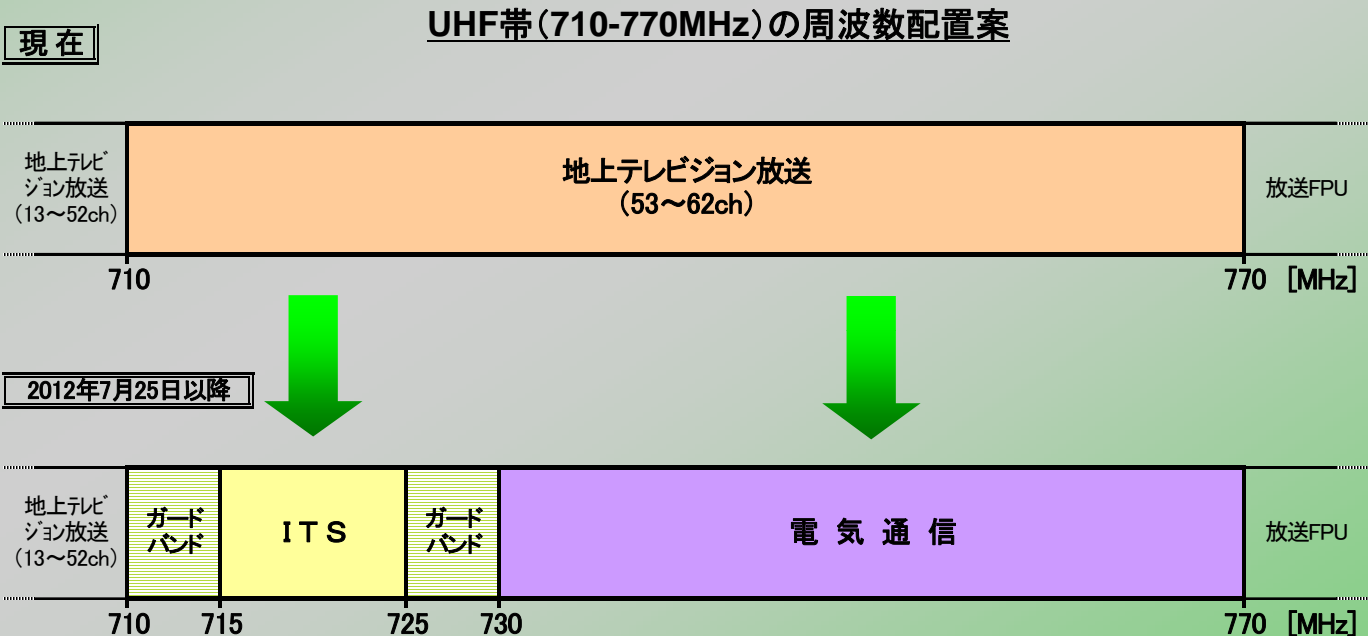 UHF帯（710-770MHz）の周波数配置案
現 在
地上テレビ
ジョン放送
（13～52ch）
地上テレビジョン放送
（53～62ch）
放送FPU
710
770 ［MHz］
2012年7月25日以降
地上テレビ
ジョン放送
（13～52ch）
ガード
バンド
ＩＴＳ
ガード
バンド
電 気 通 信
放送FPU
710
715
725
730
770 ［MHz］